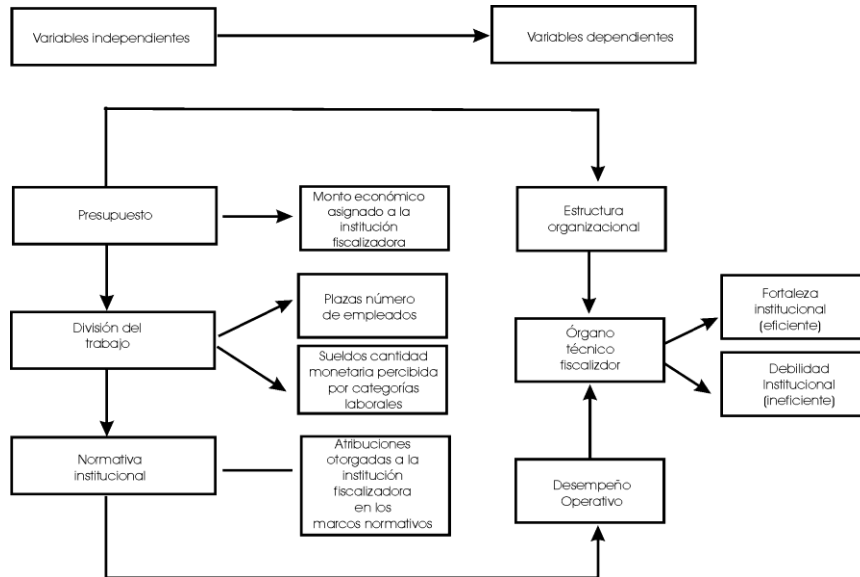 Variables independientes
Variables dependientes
Presupuesto
Monto económico
asignado a la
institución
fiscalizadora
Estructura
organizacional
División del
trabajo
Plazas número
de empleados
Sueldos cantidad
monetaria percibida
por categorías
laborales
Órgano
técnico
fiscalizdor
Fortaleza
institucional
(eficiente)
Debilidad
Institucional
(ineficiente)
Normativa
institucional
Atribuciones
otorgadas a la
institución
fiscalizadora
en los
marcos normativos
Desempeño
Operativo